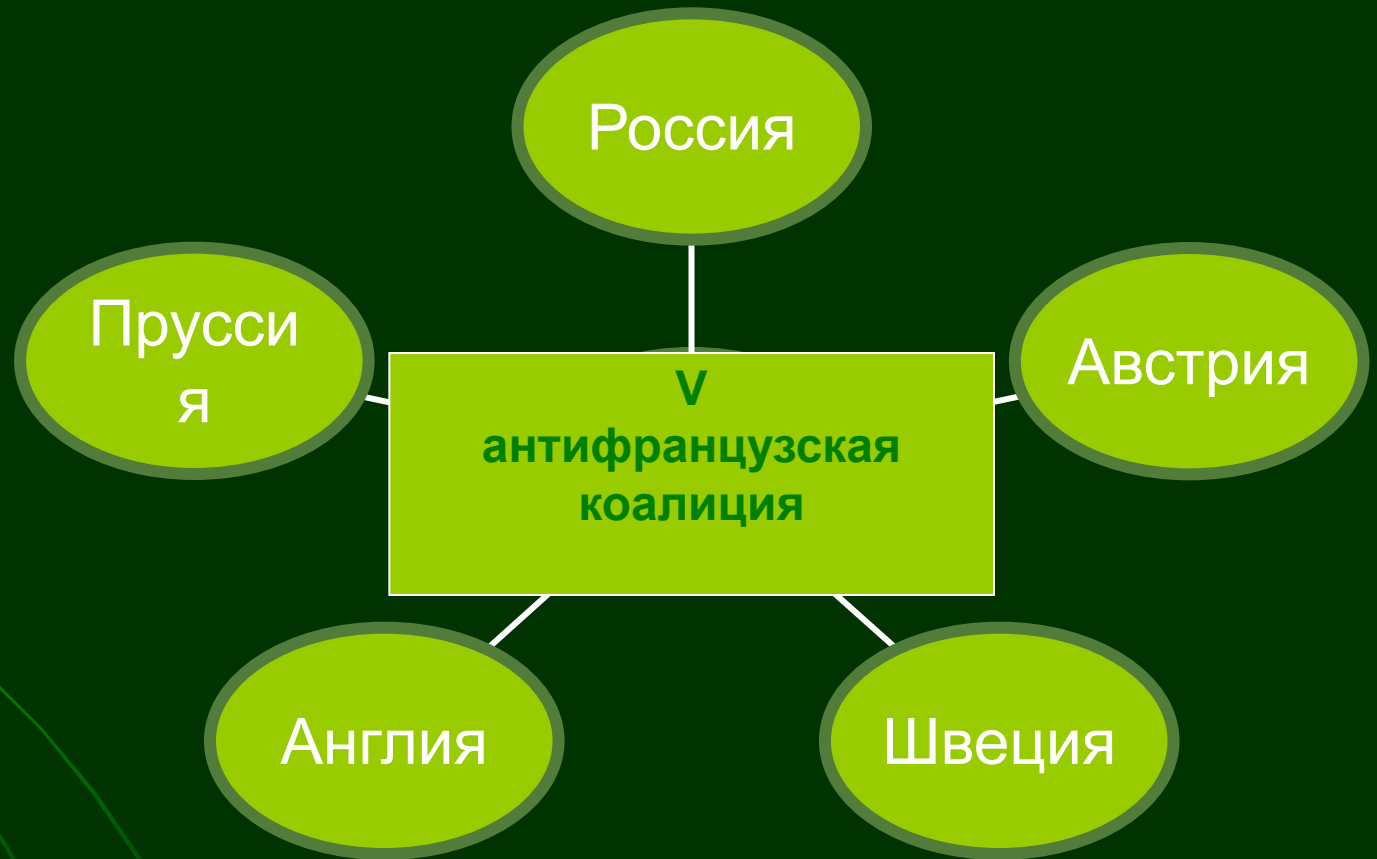 Россия
Прусси
я
Австрия
V
антифранцузская
коалиция
Англия
Швеция